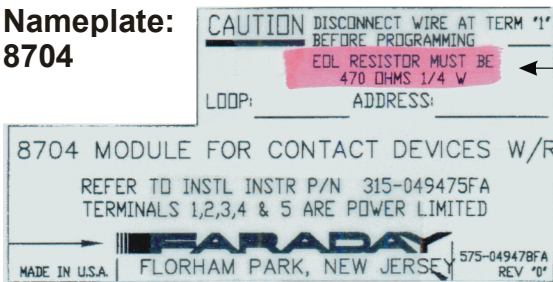 Nameplate:
8704
CAUTION DISCONNECT WIRE AT TERM "1"
BEFORE PROGRAMMING
EOL RESISTOR MUST BE
470 OHMS 1/4 W
LOOP: ADDRESS:
8704 MODULE FOR CONTACT DEVICES W/R
REFER TO INSTL INSTR P/N 315-049475FA
TERMINALS 1,2,3,4 & 5 ARE POWER LIMITED
FARADAY
MADE IN U.S.A. FLORHAM PARK, NEW JERSEY 575-049478FA
REV "0"